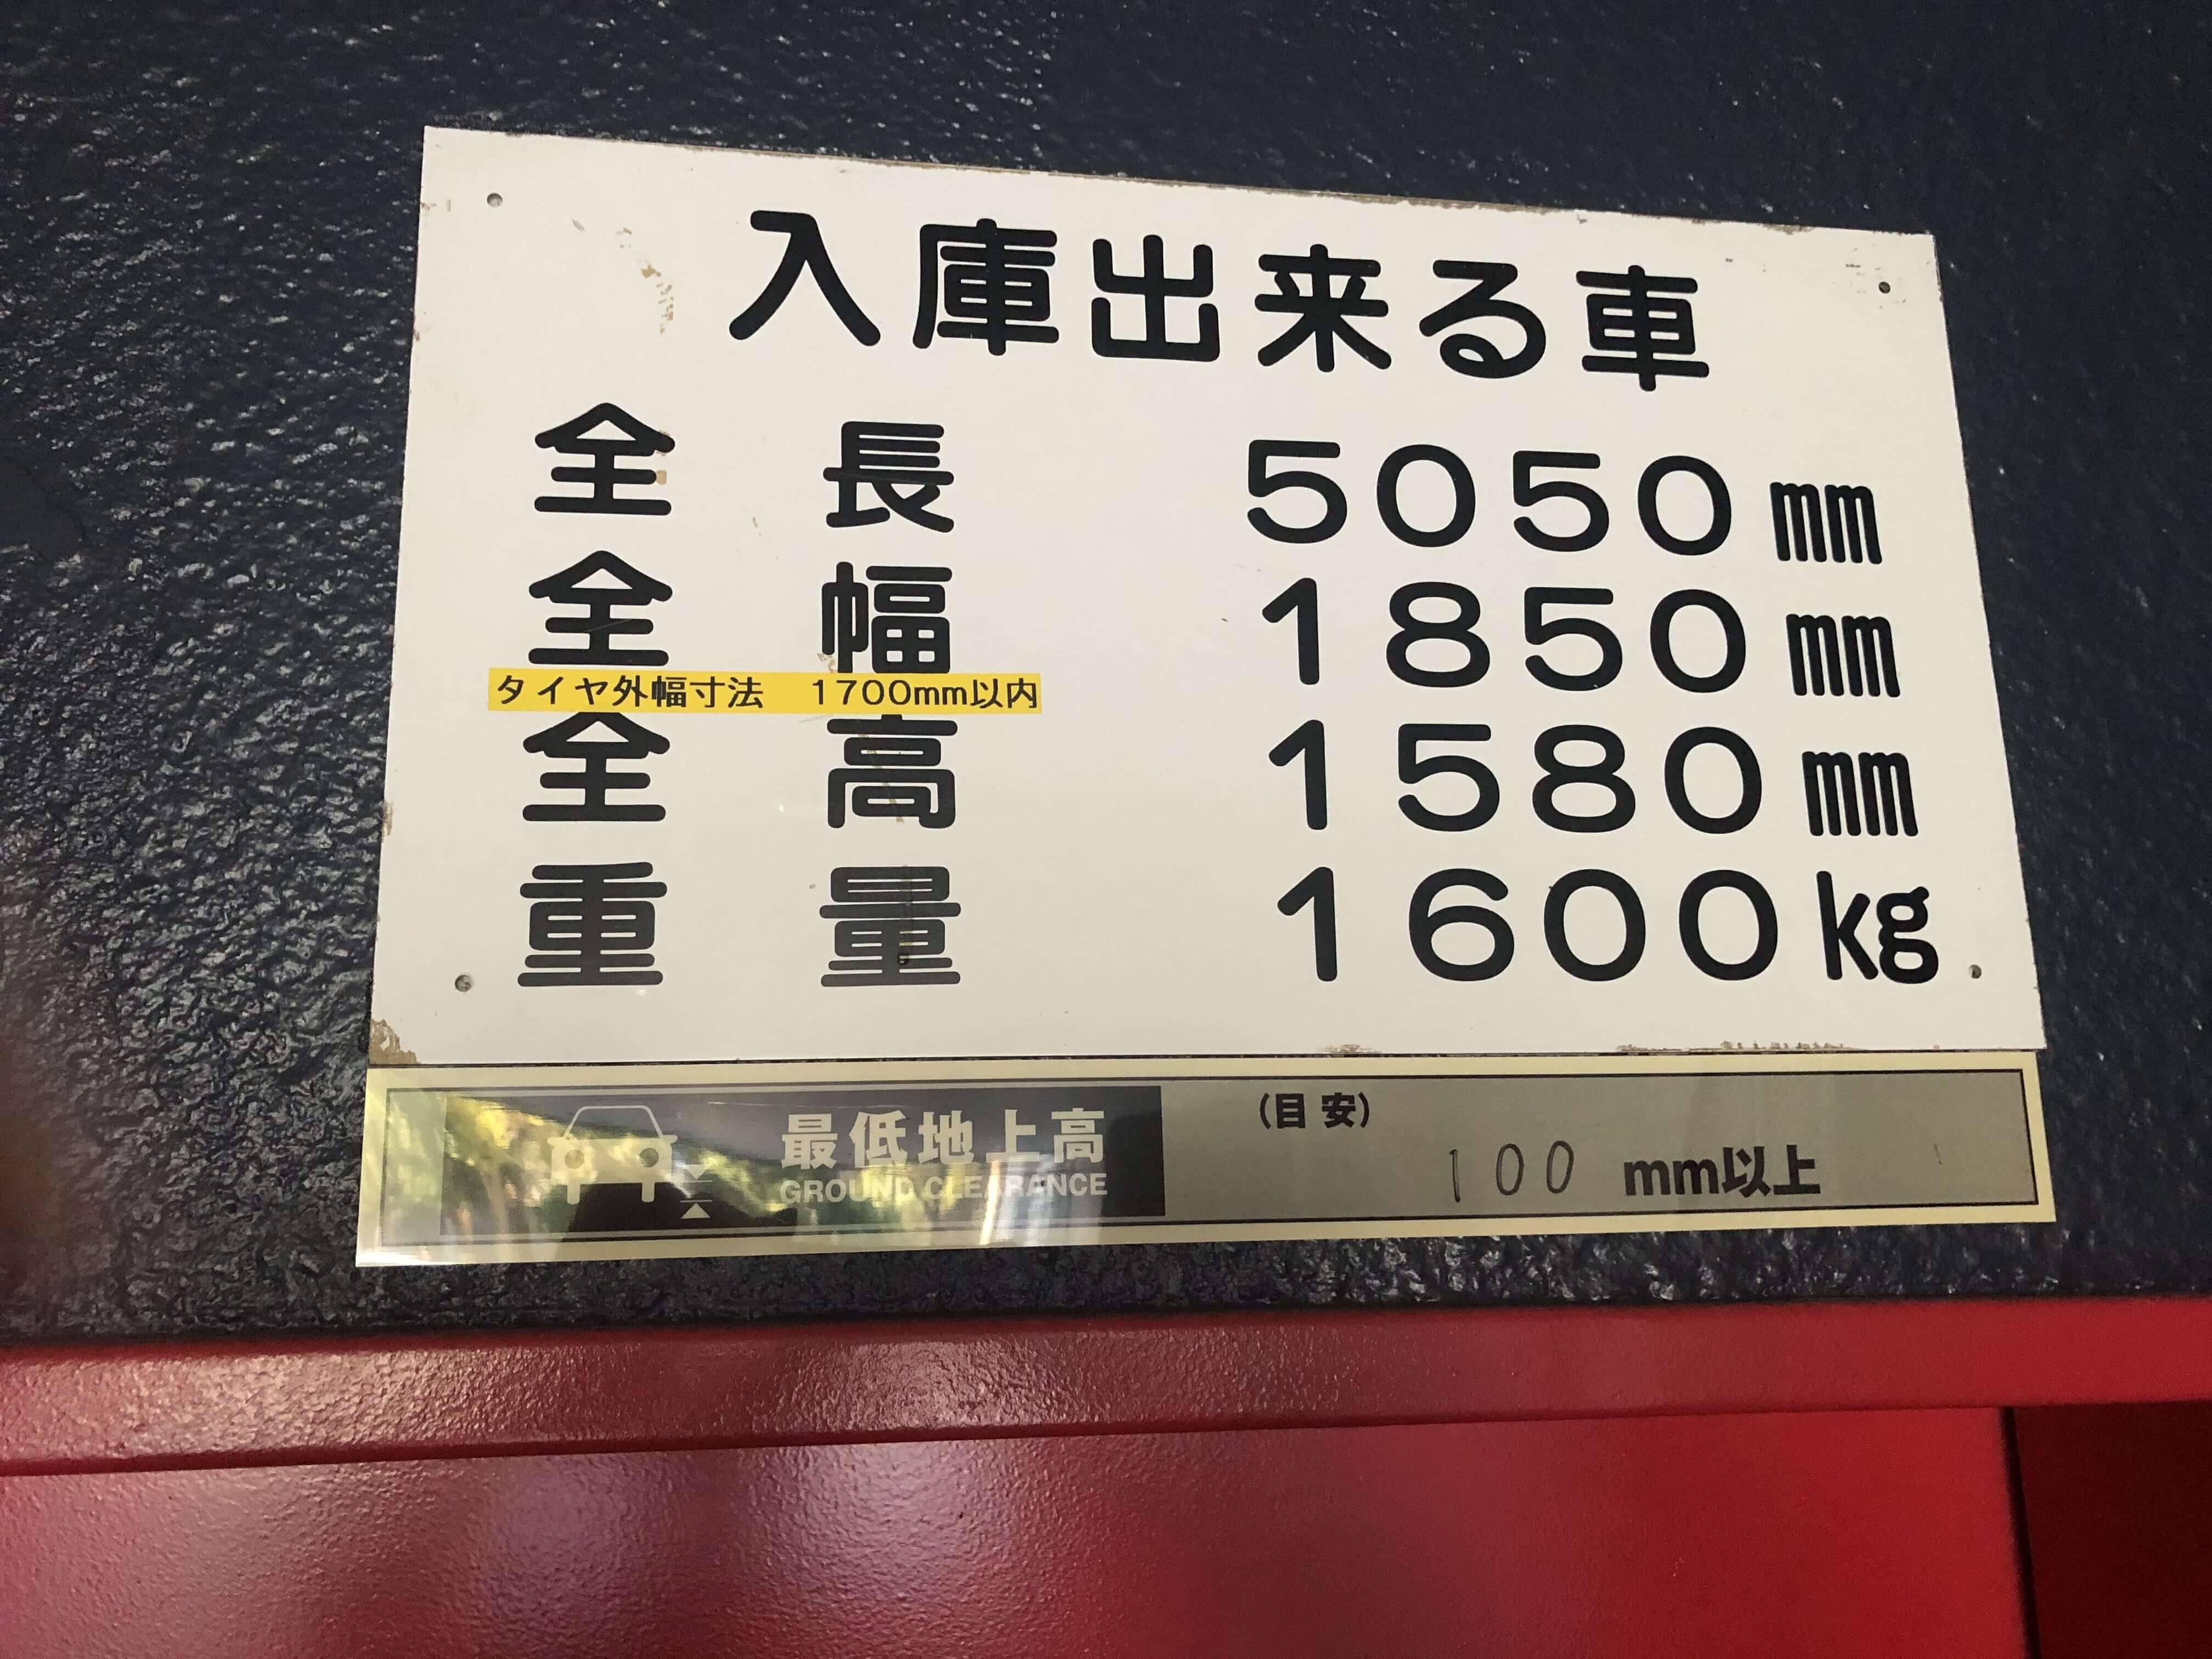 入庫出来る車
全長 5050mm
全幅 1850mm
タイヤ外幅寸法 1700mm以内
全高 1580mm
重量 1600kg
最低地上高 (目安)
GROUND CLEARANCE 100 mm以上